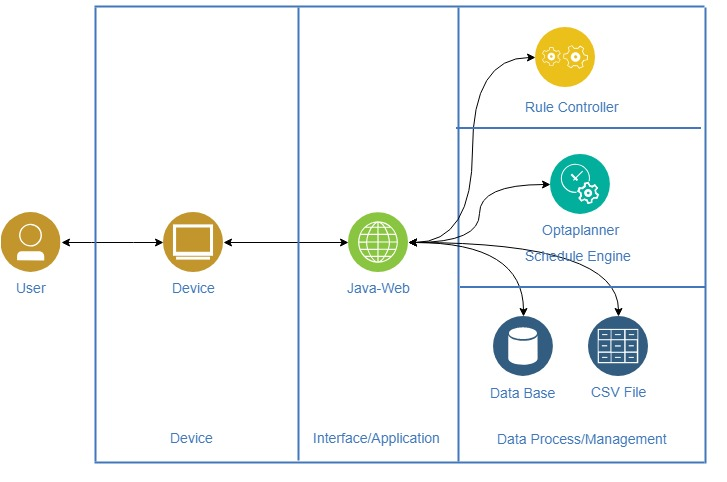 Rule Controller
Optaplanner
Schedule Engine
User
Device
Java-Web
Data Base
CSV File
Device
Interface/Application
Data Process/Management